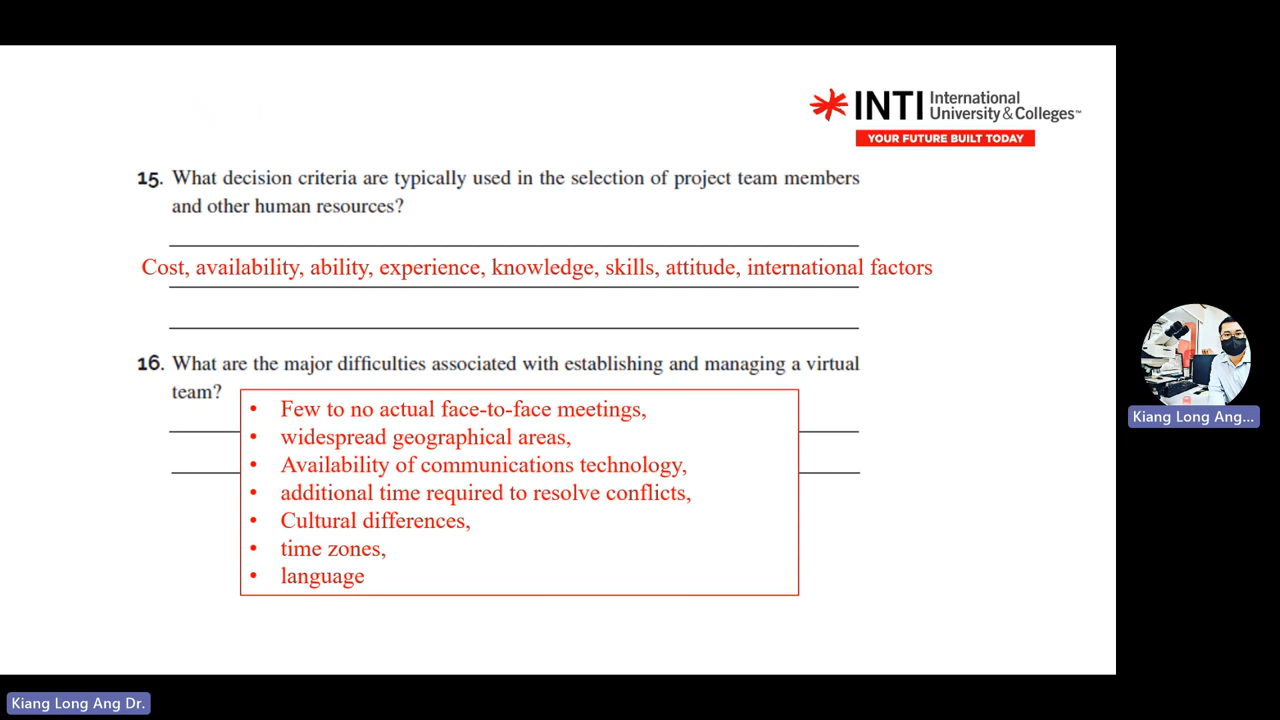 INTI International
University & Colleges™
YOUR FUTURE BUILT TODAY
15. What decision criteria are typically used in the selection of project team members
and other human resources?
Cost, availability, ability, experience, knowledge, skills, attitude, international factors
16. What are the major difficulties associated with establishing and managing a virtual
team?
• Few to no actual face-to-face meetings,
• widespread geographical areas,
• Availability of communications technology,
• additional time required to resolve conflicts,
• Cultural differences,
• time zones,
• language
Kiang Long Ang...
Kiang Long Ang Dr.